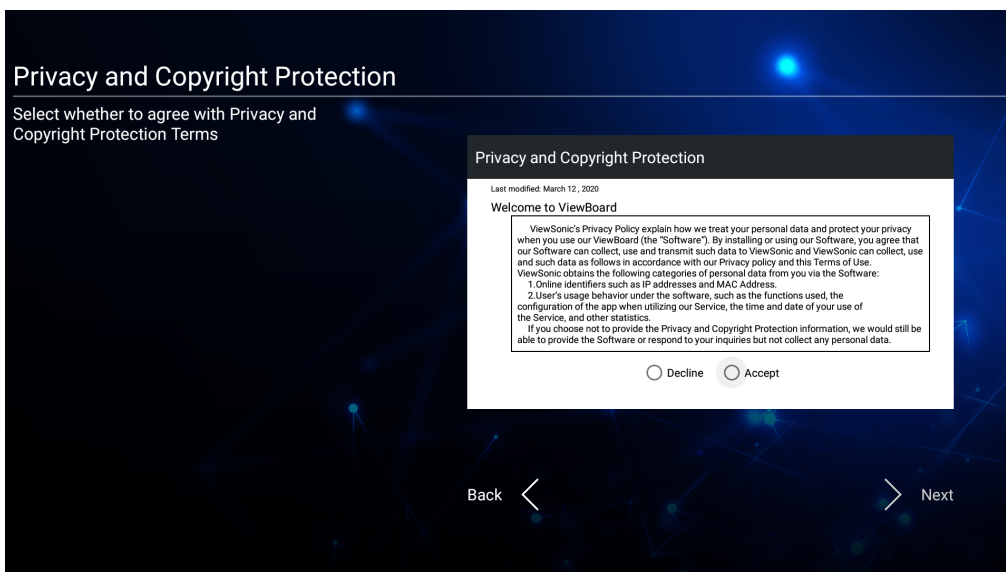 Privacy and Copyright Protection
Select whether to agree with Privacy and
Copyright Protection Terms
Privacy and Copyright Protection
Last modified: March 12 , 2020
Welcome to ViewBoard
ViewSonic's Privacy Policy explain how we treat your personal data and protect your privacy
when you use our ViewBoard (the “Software”). By installing or using our Software, you agree that
our Software can collect, use and transmit such data to ViewSonic and ViewSonic can collect, use
and such data as follows in accordance with our Privacy policy and this Terms of Use.
ViewSonic obtains the following categories of personal data from you via the Software:
1.Online identifiers such as IP addresses and MAC Address.
2.User's usage behavior under the software, such as the functions used, the
configuration of the app when utilizing our Service, the time and date of your use of
the Service, and other statistics.
If you choose not to provide the Privacy and Copyright Protection information, we would still be
able to provide the Software or respond to your inquiries but not collect any personal data.
Decline Accept
Back Next